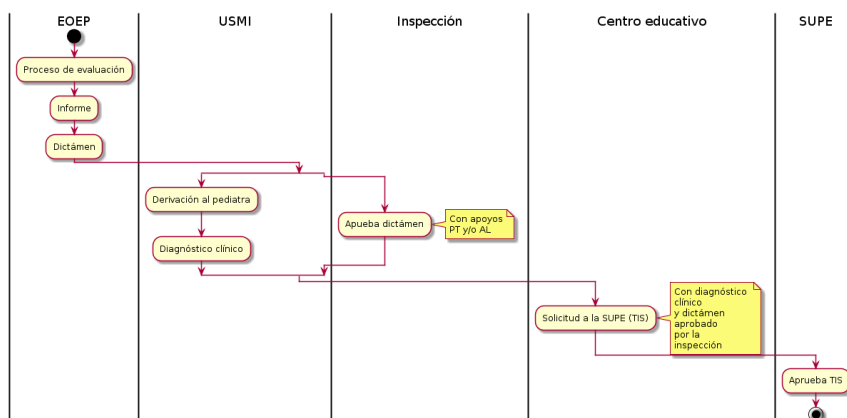 EOEP
USMI
Inspección
Centro educativo
SUPE
Proceso de evaluación
Informe
Dictámen
Derivación al pediatra
Diagnóstico clínico
Apueba dictámen
Con apoyos
PT y/o AL
Solicitud a la SUPE (TIS)
Con diagnóstico
clínico
y dictámen
aprobado
por la
inspección
Aprueba TIS